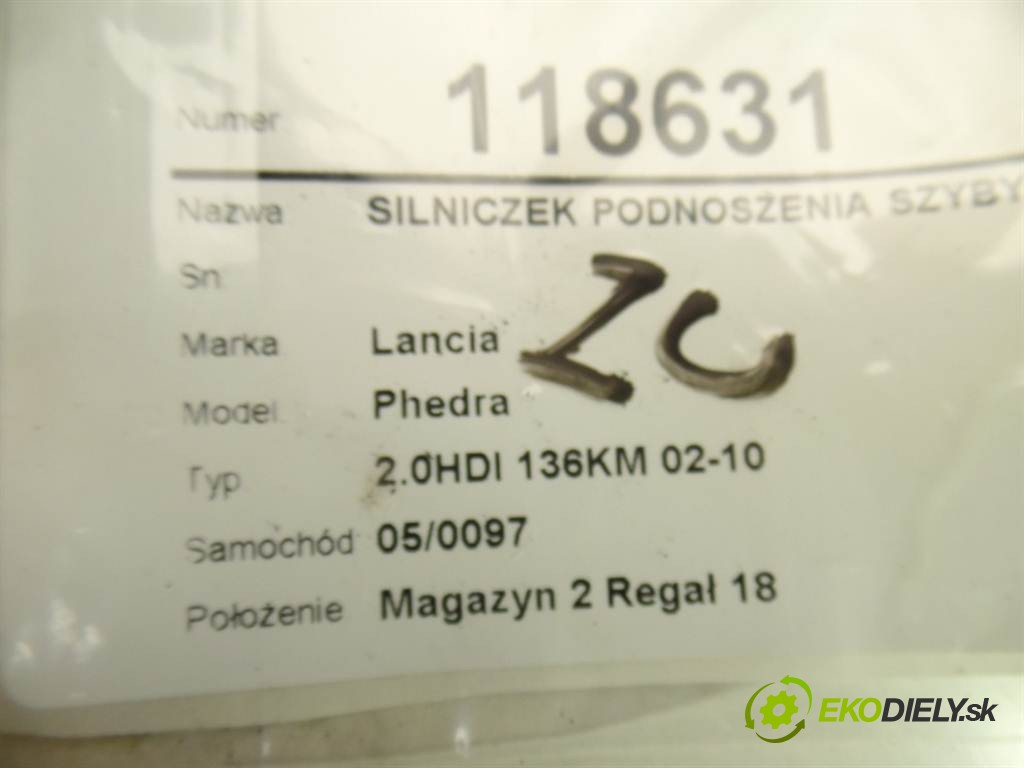 Numer 118631
Nazwa SILNICZEK PODNOSZENIA SZYBY
Sn
Marka Lancia
Model Phedra
Typ 2.0HDI 136KM 02-10
Samochód 05/0097
Położenie Magazyn 2 Regał 18
EKODIELY.sk